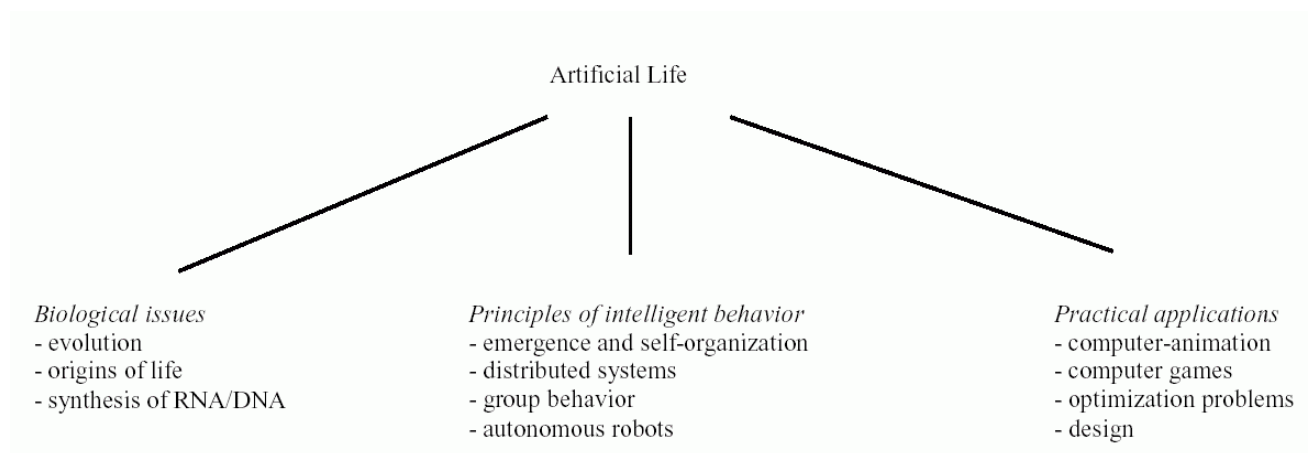 Artificial Life
Biological issues
- evolution
- origins of life
- synthesis of RNA/DNA
Principles of intelligent behavior
- emergence and self-organization
- distributed systems
- group behavior
- autonomous robots
Practical applications
- computer-animation
- computer games
- optimization problems
- design